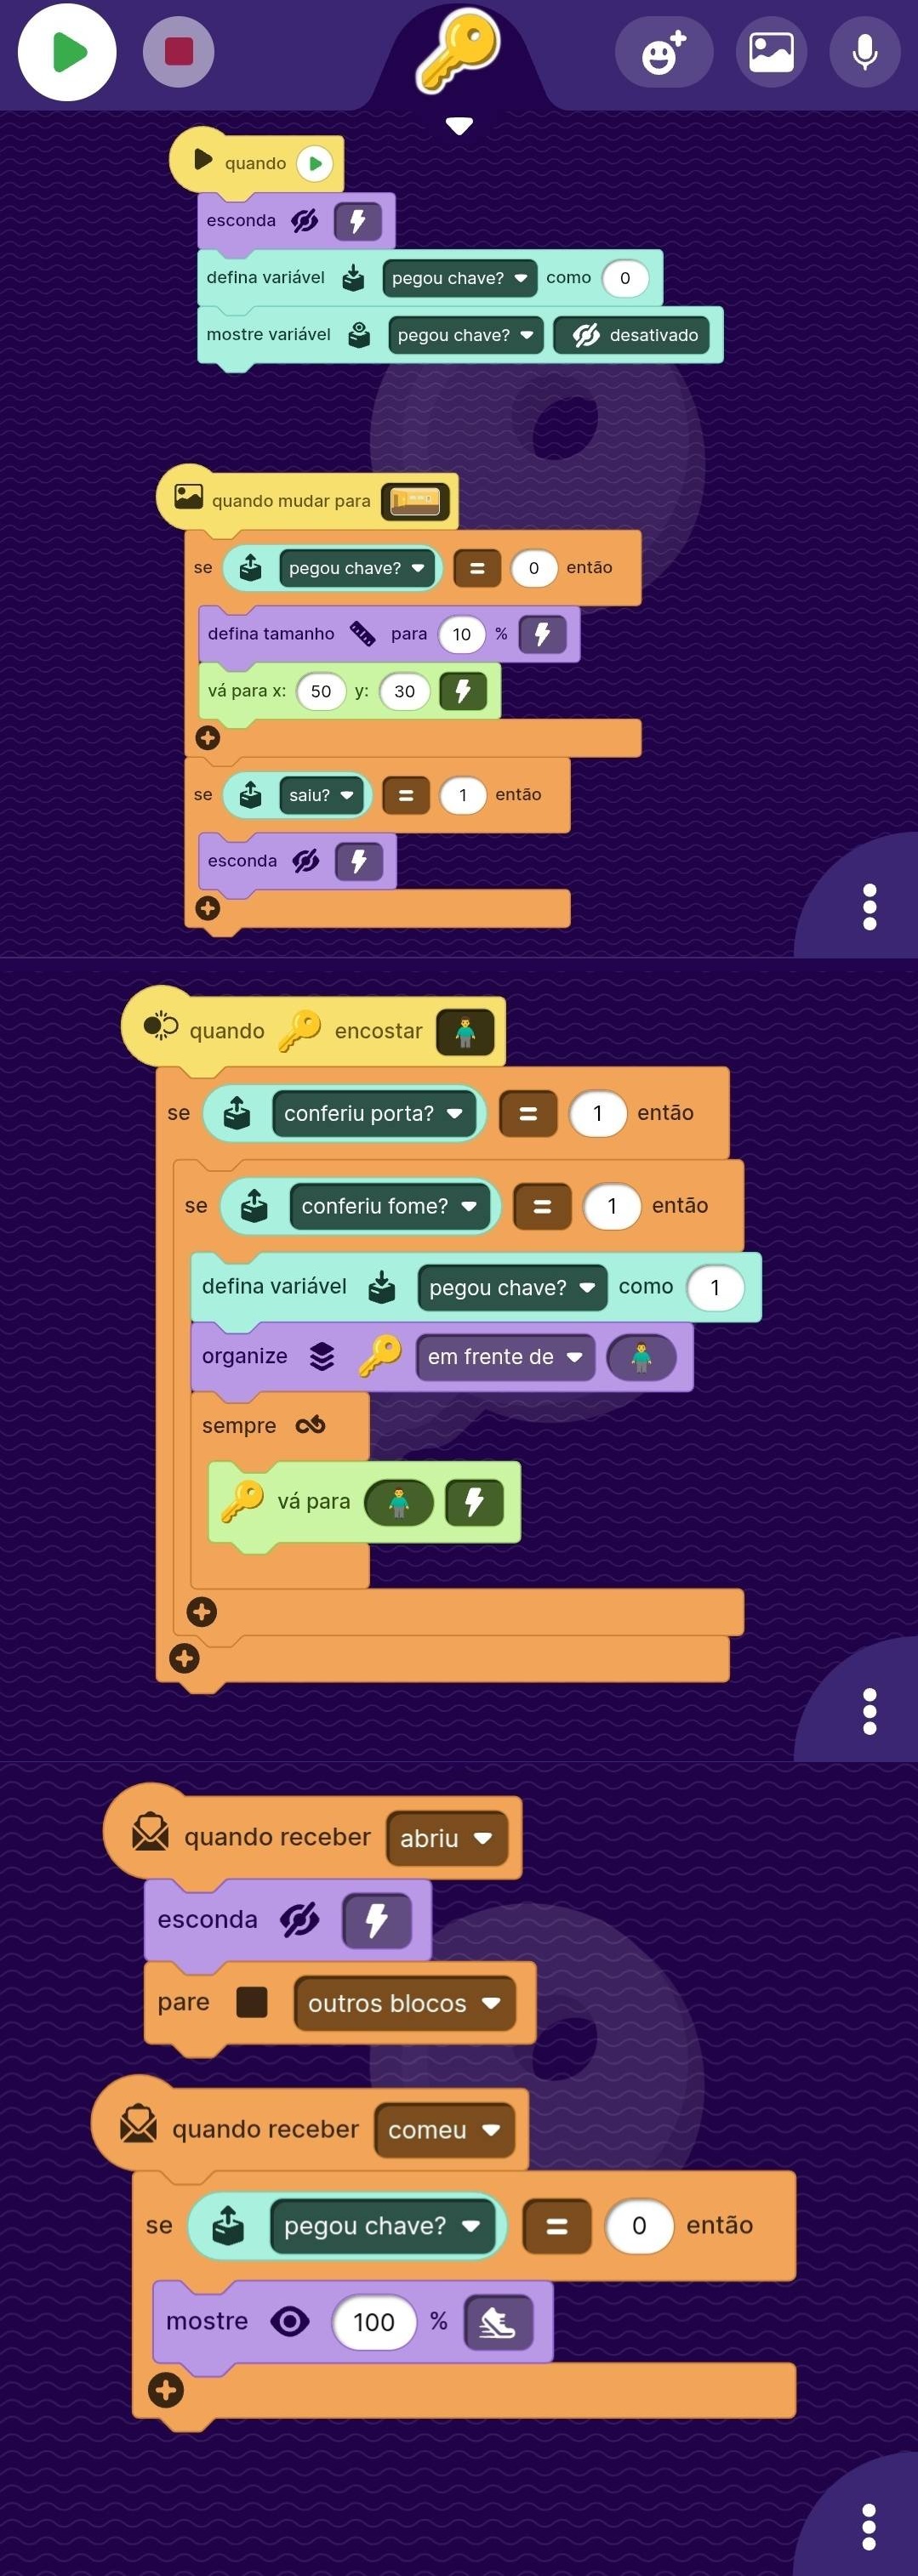 quando
esconda
defina variável pegou chave? como 0
mostre variável pegou chave? desativado
quando mudar para
se pegou chave? = 0 então
defina tamanho para 10 %
vá para x: 50 y: 30
se saiu? = 1 então
esconda
quando encostar
se conferiu porta? = 1 então
se conferiu fome? = 1 então
defina variável pegou chave? como 1
organize em frente de
sempre
vá para
quando receber abriu
esconda
pare outros blocos
quando receber comeu
se pegou chave? = 0 então
mostre 100 %